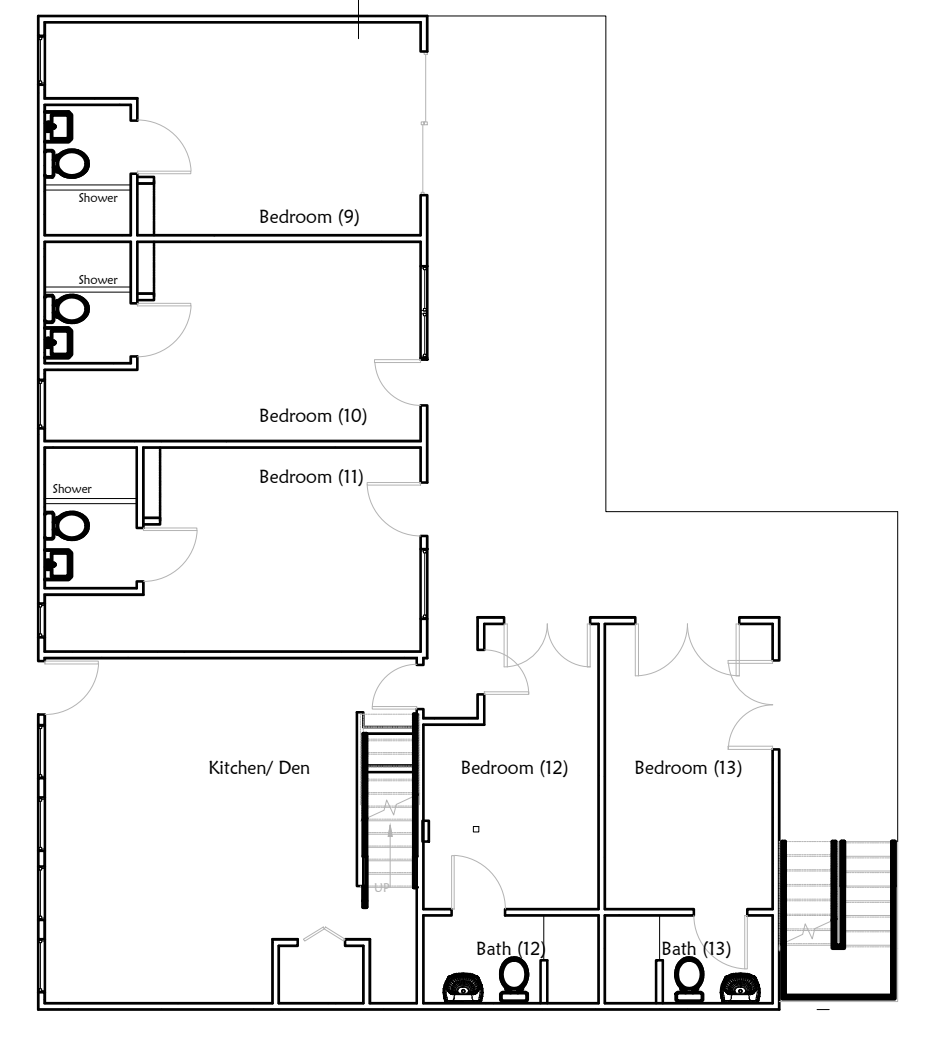 Shower
Bedroom (9)
Shower
Bedroom (10)
Bedroom (11)
Shower
Kitchen/ Den
Bedroom (12)
Bedroom (13)
UP
Bath (12)
Bath (13)